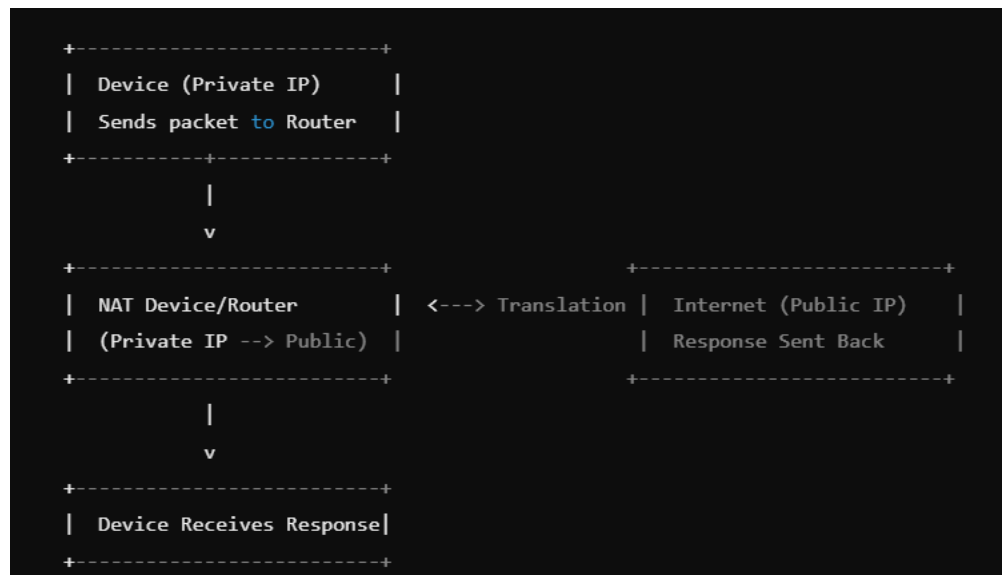 +---------------------------+
|  Device (Private IP)      |
|  Sends packet to Router   |
+-----------+---------------+
            |
            v
+---------------------------+                     +---------------------------+
|  NAT Device/Router        |  <---> Translation |  Internet (Public IP)    |
|  (Private IP --> Public)  |                     |  Response Sent Back      |
+---------------------------+                     +---------------------------+
            |
            v
+---------------------------+
|  Device Receives Response|
+---------------------------+